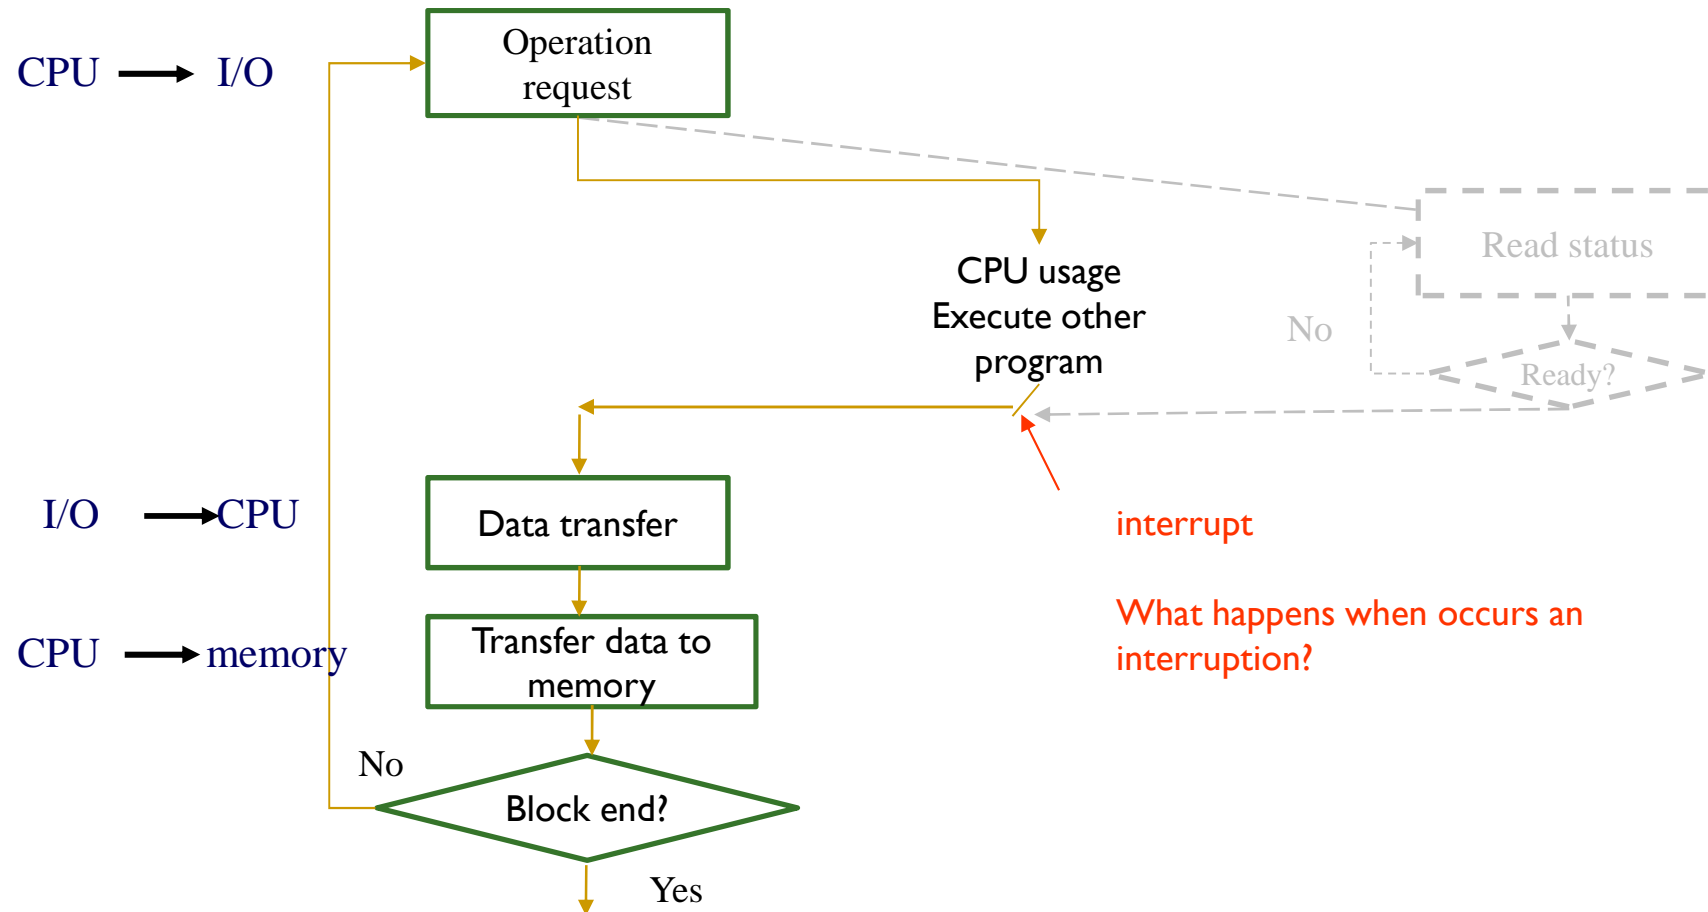 Operation
request
CPU I/O
Read status
CPU usage
Execute other
program
No
Ready?
I/O CPU
Data transfer
interrupt
What happens when occurs an
interruption?
CPU memory
Transfer data to
memory
No
Block end?
Yes